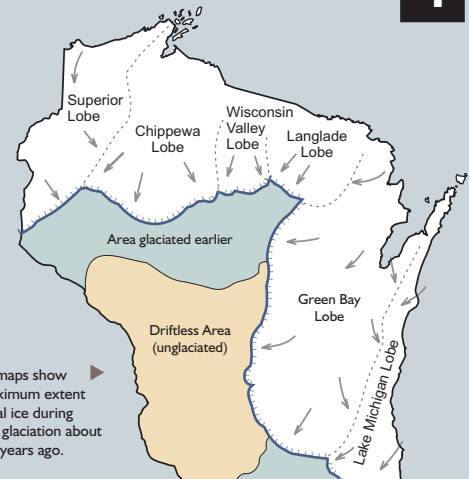 Superior
Lobe
Chippewa
Lobe
Wisconsin
Valley
Lobe
Langlade
Lobe
Area glaciated earlier
Green Bay
Lobe
Driftless Area
(unglaciated)
Lake Michigan Lobe
maps show
ximum extent
al ice during
glaciation about
years ago.